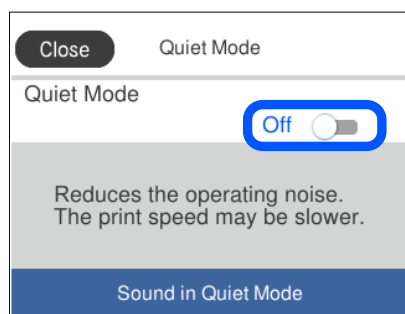 Close Quiet Mode
Quiet Mode
Off
Reduces the operating noise.
The print speed may be slower.
Sound in Quiet Mode